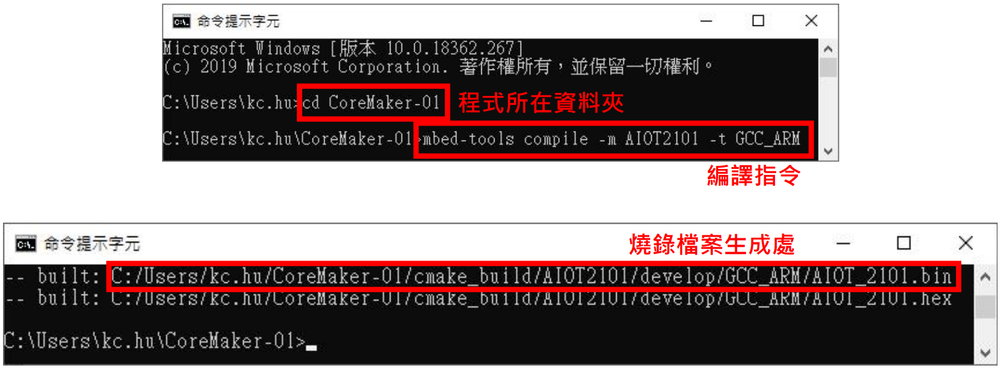 命令提示字元
Microsoft Windows [版本 10.0.18362.267]
(c) 2019 Microsoft Corporation. 著作權所有，並保留一切權利。
C:\Users\kc.hu>cd CoreMaker-01 程式所在資料夾
C:\Users\kc.hu\CoreMaker-01>mbed-tools compile -m AIOT2101 -t GCC_ARM
編譯指令
命令提示字元 燒錄檔案生成處
-- built: C:/Users/kc.hu/CoreMaker-01/cmake_build/AIOT2101/develop/GCC_ARM/AIOT_2101.bin
-- built: C:/Users/kc.hu/CoreMaker-01/cmake_build/AIOT2101/develop/GCC_ARM/AIOT_2101.hex
C:\Users\kc.hu\CoreMaker-01>_